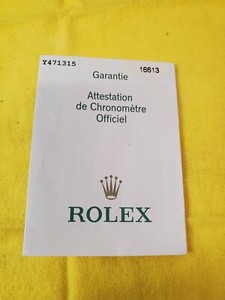 Y471315 16613
Garantie
Attestation
de Chronomètre
Officiel
ROLEX